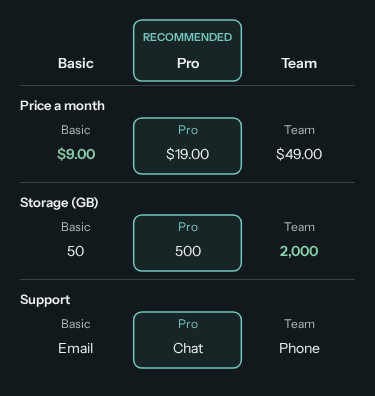 RECOMMENDED
Basic Pro Team
Price a month
Basic Pro Team
$9.00 $19.00 $49.00
Storage (GB)
Basic Pro Team
50 500 2,000
Support
Basic Pro Team
Email Chat Phone